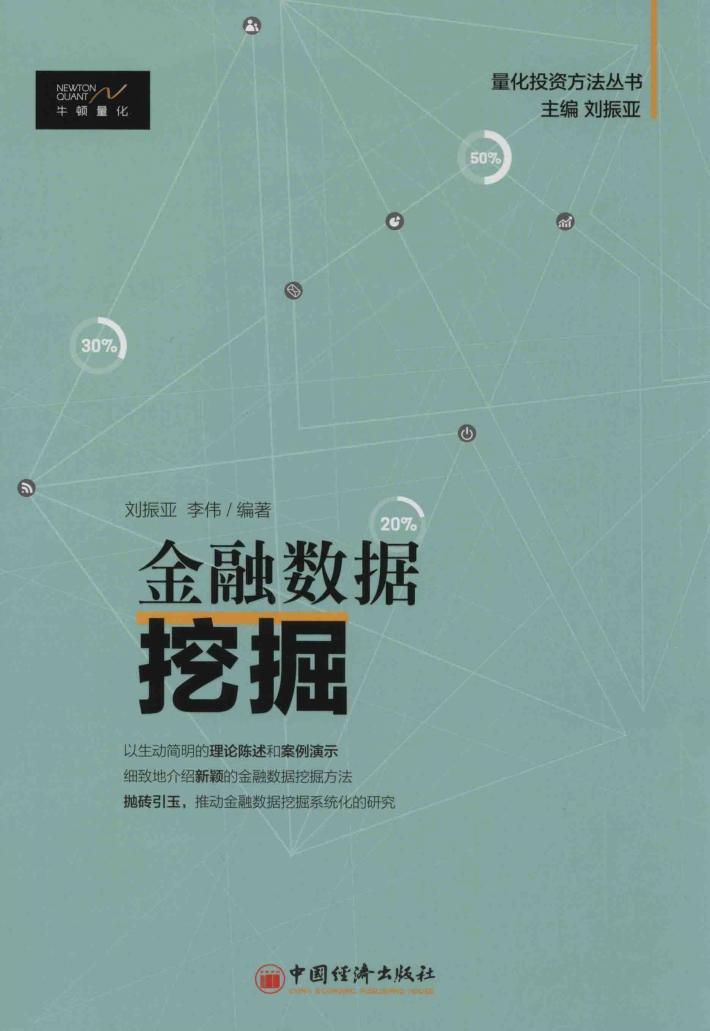 NEWTON
QUANT
牛顿量化
量化投资方法丛书
主编 刘振亚
50%
30%
20%
刘振亚 李伟 / 编著
金融数据
挖掘
以生动简明的理论陈述和案例演示
细致地介绍新颖的金融数据挖掘方法
抛砖引玉，推动金融数据挖掘系统化的研究
中国经济出版社
CHINA ECONOMIC PUBLISHING HOUSE